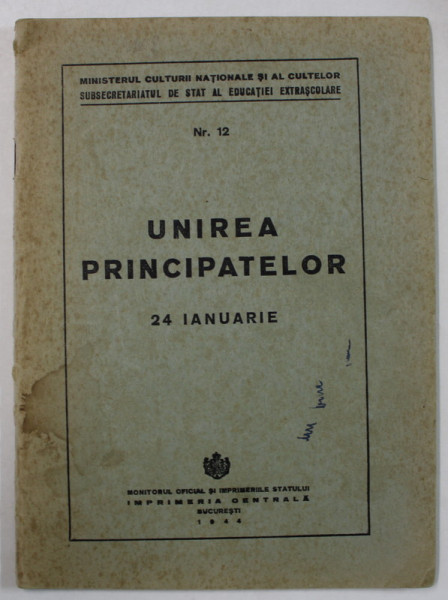 MINISTERUL CULTURII NAȚIONALE ȘI AL CULTELOR
SUBSECRETARIATUL DE STAT AL EDUCAȚIEI EXTRAȘCOLARE
Nr. 12
UNIREA
PRINCIPATELOR
24 IANUARIE
MONITORUL OFICIAL ȘI IMPRIMERIILE STATULUI
IMPRIMERIA CENTRALĂ
BUCUREȘTI
1944